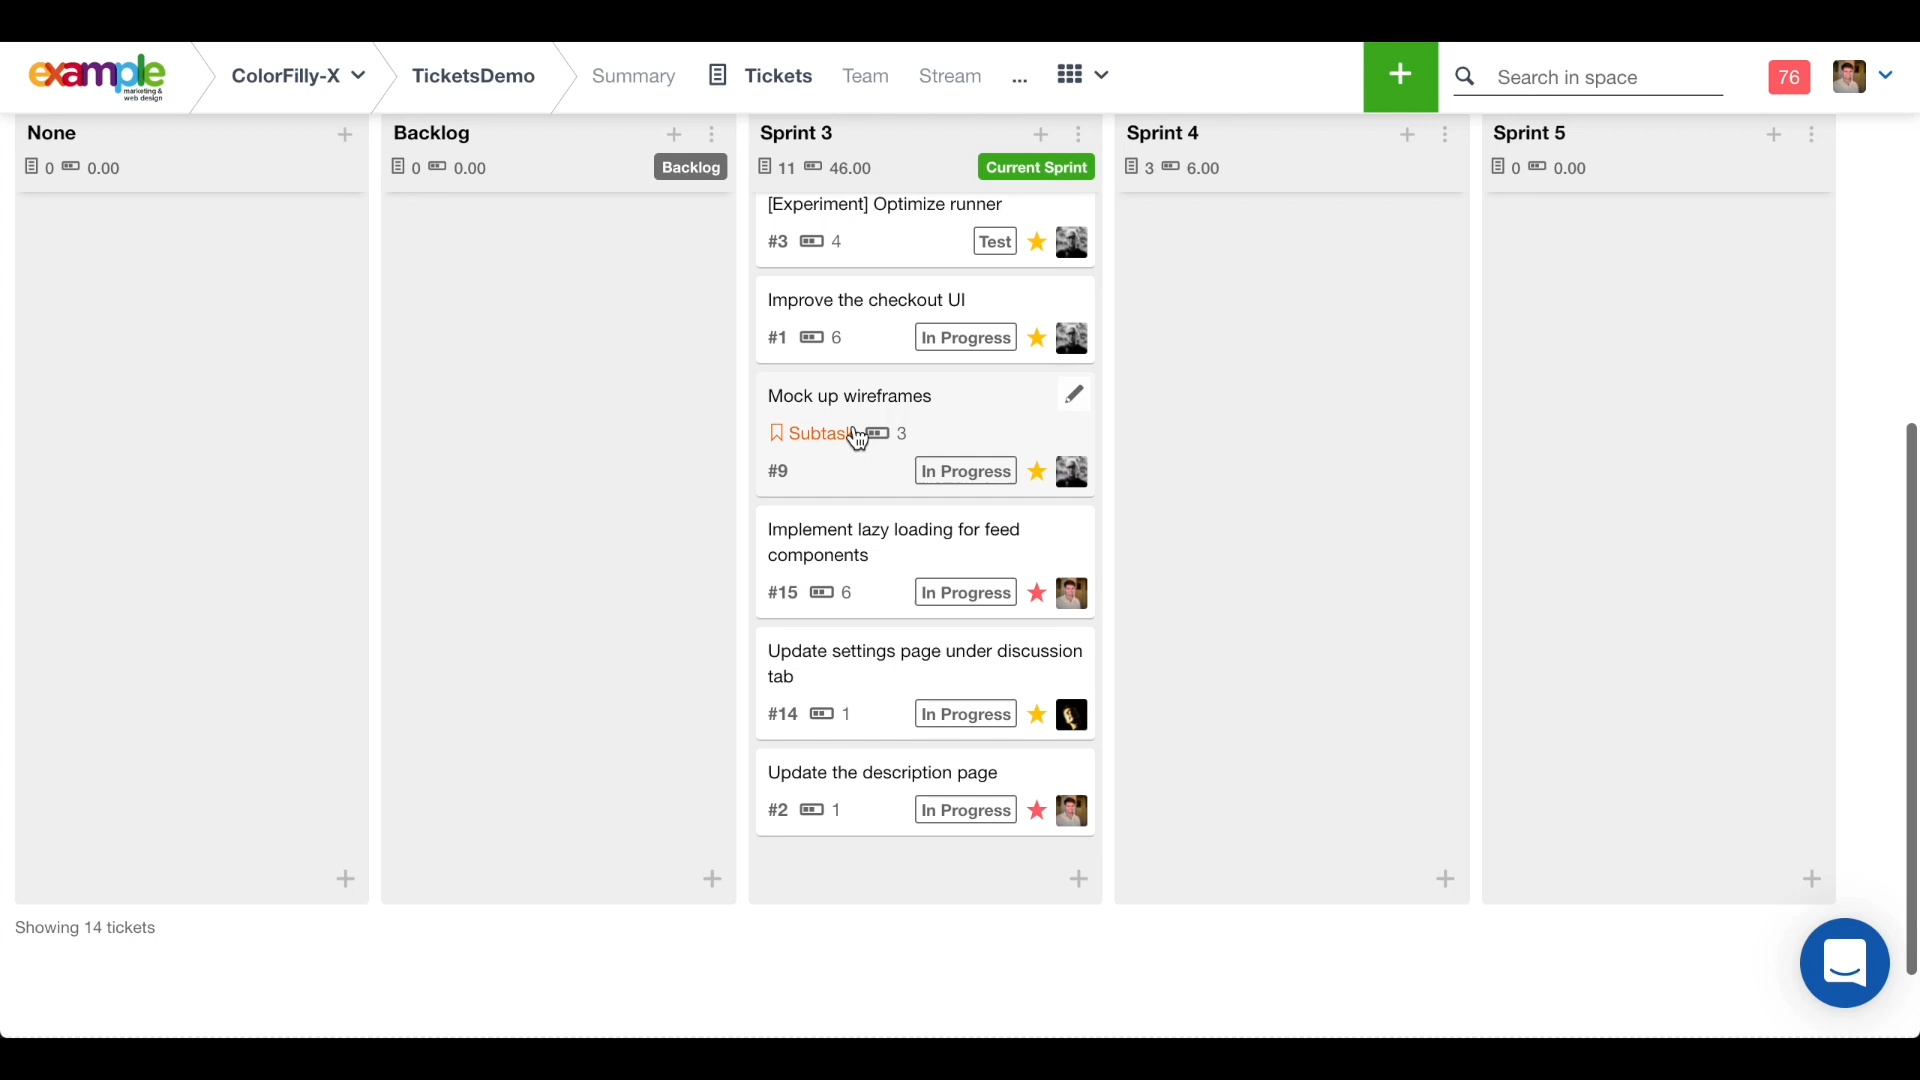 example
marketing &
web design
ColorFilly-X
TicketsDemo
Summary
Tickets
Team
Stream
...
+
Search in space
76
None
0 0.00
Backlog
0 0.00
Backlog
Sprint 3
11 46.00
Current Sprint
Sprint 4
3 6.00
Sprint 5
0 0.00
[Experiment] Optimize runner
#3 4 Test
Improve the checkout UI
#1 6 In Progress
Mock up wireframes
Subtask 3
#9 In Progress
Implement lazy loading for feed
components
#15 6 In Progress
Update settings page under discussion
tab
#14 1 In Progress
Update the description page
#2 1 In Progress
Showing 14 tickets